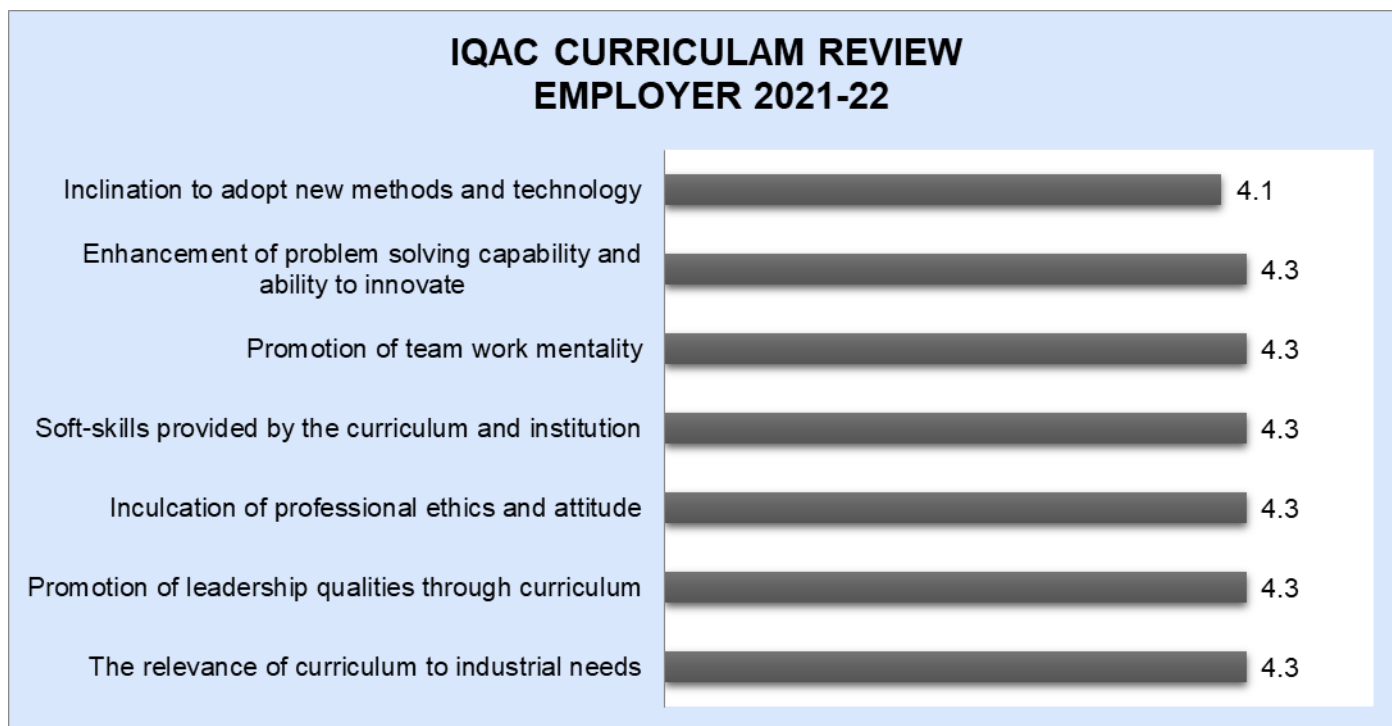 IQAC CURRICULAM REVIEW
EMPLOYER 2021-22
Inclination to adopt new methods and technology 4.1
Enhancement of problem solving capability and
ability to innovate 4.3
Promotion of team work mentality 4.3
Soft-skills provided by the curriculum and institution 4.3
Inculcation of professional ethics and attitude 4.3
Promotion of leadership qualities through curriculum 4.3
The relevance of curriculum to industrial needs 4.3